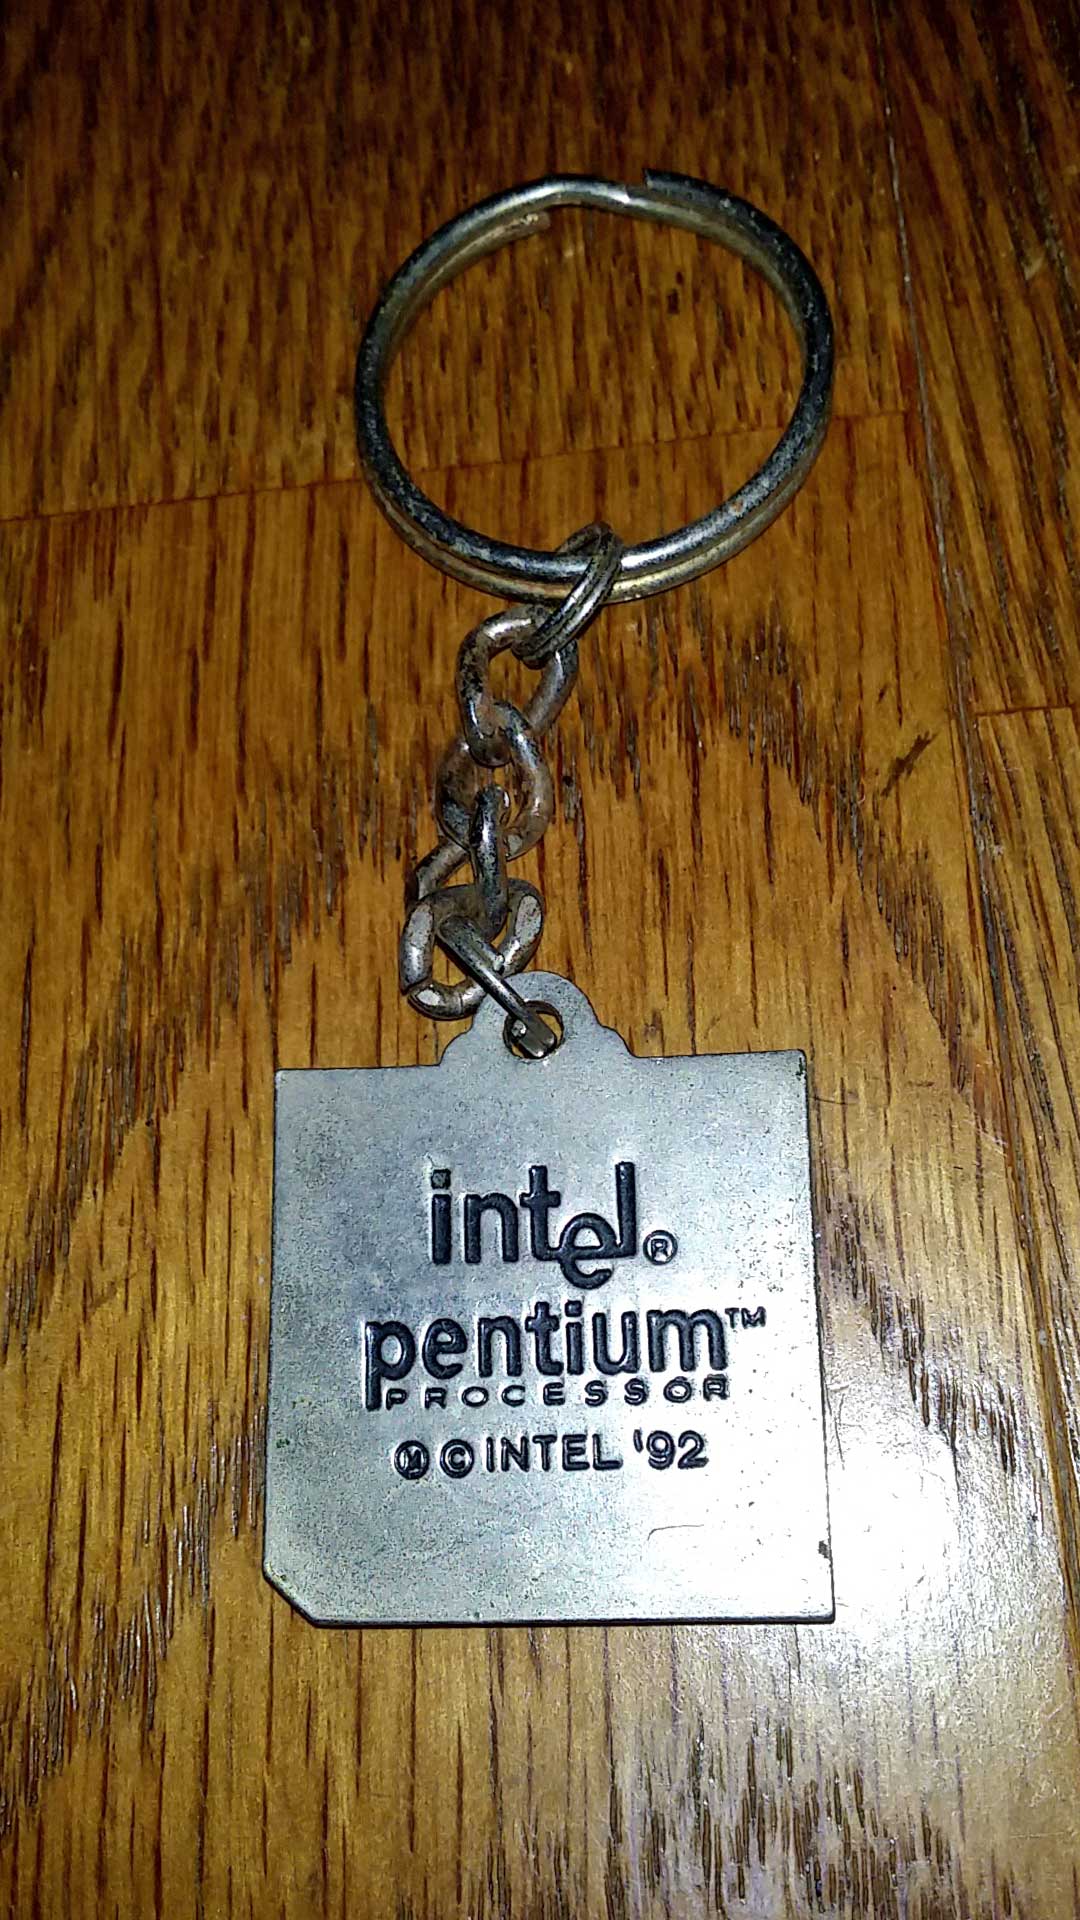 intel®
pentium™
PROCESSOR
Ⓜ © INTEL '92